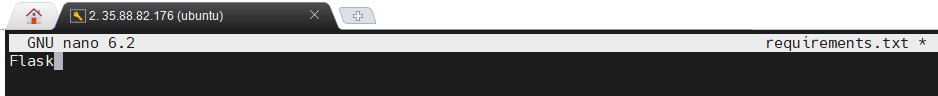 2. 35.88.82.176 (ubuntu)
GNU nano 6.2 requirements.txt *
Flask